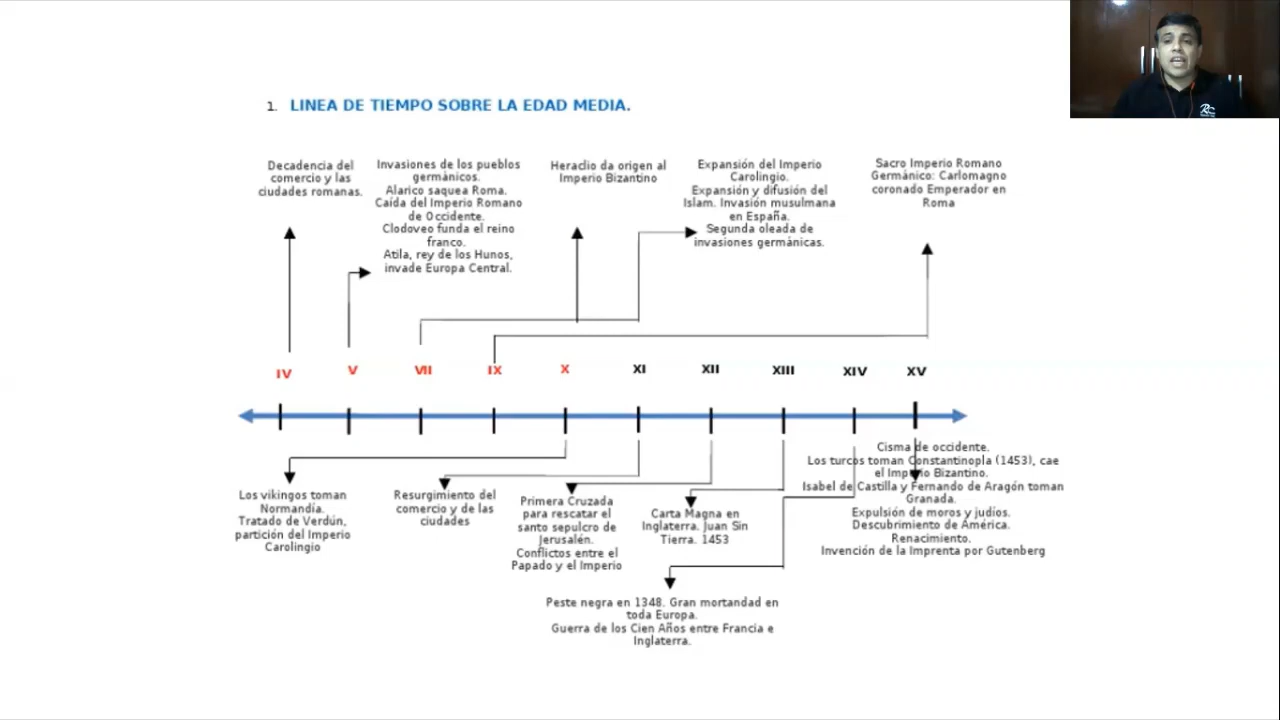 1. LINEA DE TIEMPO SOBRE LA EDAD MEDIA.
Decadencia del
comercio y las
ciudades romanas.
Invasiones de los pueblos
germánicos.
Alarico saquea Roma.
Caída del Imperio Romano
de Occidente.
Clodoveo funda el reino
franco.
Atila, rey de los Hunos,
invade Europa Central.
Heraclio da origen al
Imperio Bizantino
Expansión del Imperio
Carolingio.
Expansión y difusión del
Islam. Invasión musulmana
en España.
Segunda oleada de
invasiones germánicas.
Sacro Imperio Romano
Germánico: Carlomagno
coronado Emperador en
Roma
IV V VII IX X XI XII XIII XIV XV
Los vikingos toman
Normandía.
Tratado de Verdún,
partición del Imperio
Carolingio
Resurgimiento del
comercio y de las
ciudades
Primera Cruzada
para rescatar el
santo sepulcro de
Jerusalén.
Conflictos entre el
Papado y el Imperio
Carta Magna en
Inglaterra. Juan Sin
Tierra. 1453
Cisma de occidente.
Los turcos toman Constantinopla (1453), cae
el Imperio Bizantino.
Isabel de Castilla y Fernando de Aragón toman
Granada.
Expulsión de moros y judíos.
Descubrimiento de América.
Renacimiento.
Invención de la Imprenta por Gutenberg
Peste negra en 1348. Gran mortandad en
toda Europa.
Guerra de los Cien Años entre Francia e
Inglaterra.